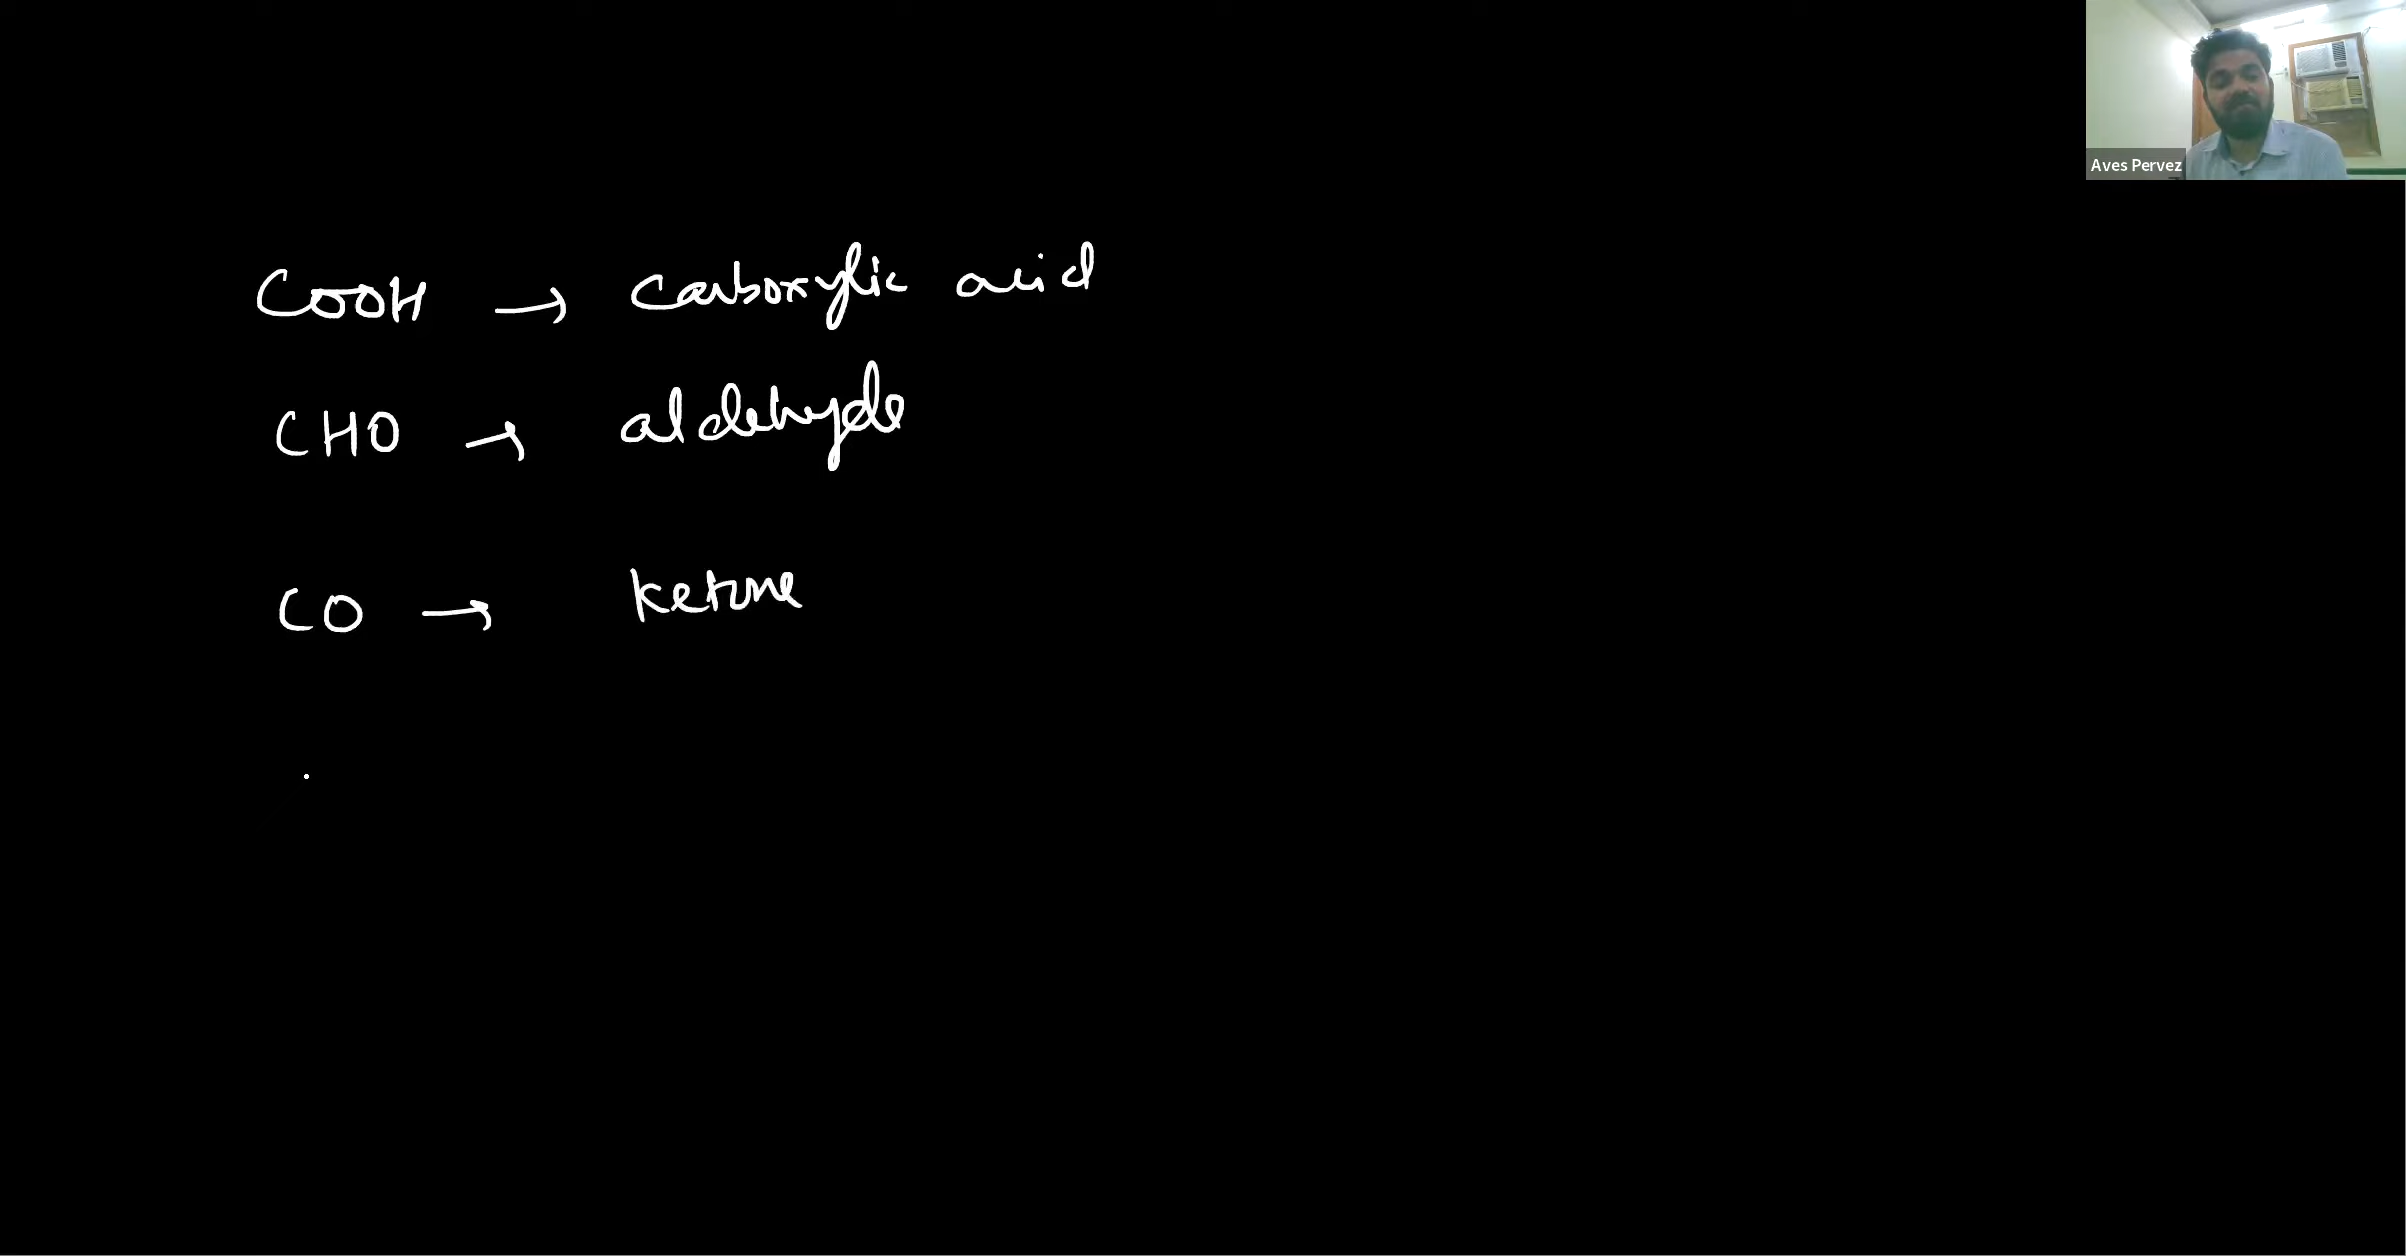 Aves Pervez
COOH → Carboxylic acid
CHO → aldehyde
CO → ketone